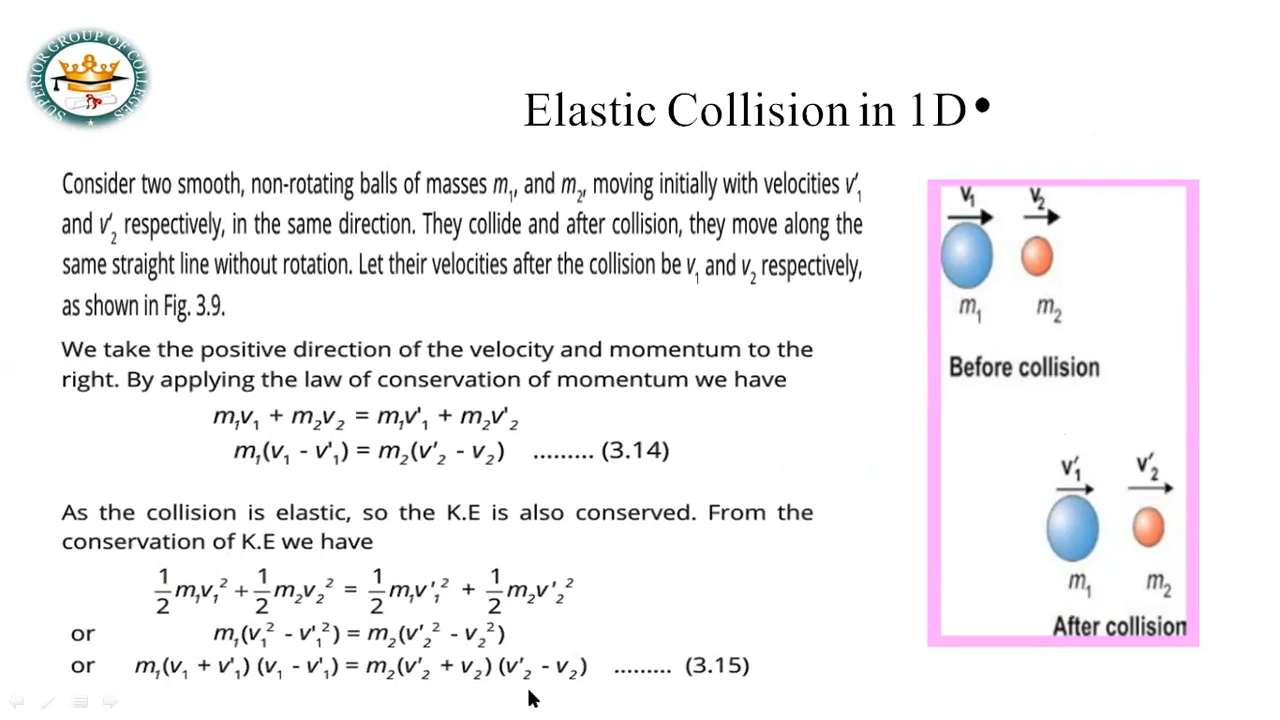 SUPERIOR GROUP OF COLLEGES
Elastic Collision in 1D•
Consider two smooth, non-rotating balls of masses m₁, and m₂, moving initially with velocities v′₁
and v′₂ respectively, in the same direction. They collide and after collision, they move along the
same straight line without rotation. Let their velocities after the collision be v₁ and v₂ respectively,
as shown in Fig. 3.9.
We take the positive direction of the velocity and momentum to the
right. By applying the law of conservation of momentum we have
m₁v₁ + m₂v₂ = m₁v'₁ + m₂v'₂
m₁(v₁ - v'₁) = m₂(v'₂ - v₂) ......... (3.14)
As the collision is elastic, so the K.E is also conserved. From the
conservation of K.E we have
1/2 m₁v₁² + 1/2 m₂v₂² = 1/2 m₁v'₁² + 1/2 m₂v'₂²
or m₁(v₁² - v'₁²) = m₂(v'₂² - v₂²)
or m₁(v₁ + v'₁) (v₁ - v'₁) = m₂(v'₂ + v₂) (v'₂ - v₂) ......... (3.15)
v₁ v₂
m₁ m₂
Before collision
v′₁ v′₂
m₁ m₂
After collision